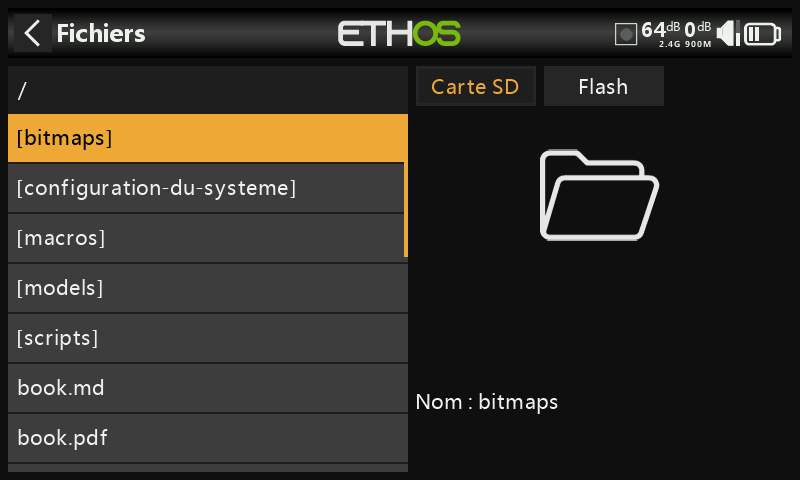 Fichiers
ETHOS
64dB 0dB
2.4G 900M
/
Carte SD
Flash
[bitmaps]
[configuration-du-systeme]
[macros]
[models]
[scripts]
book.md
book.pdf
Nom : bitmaps